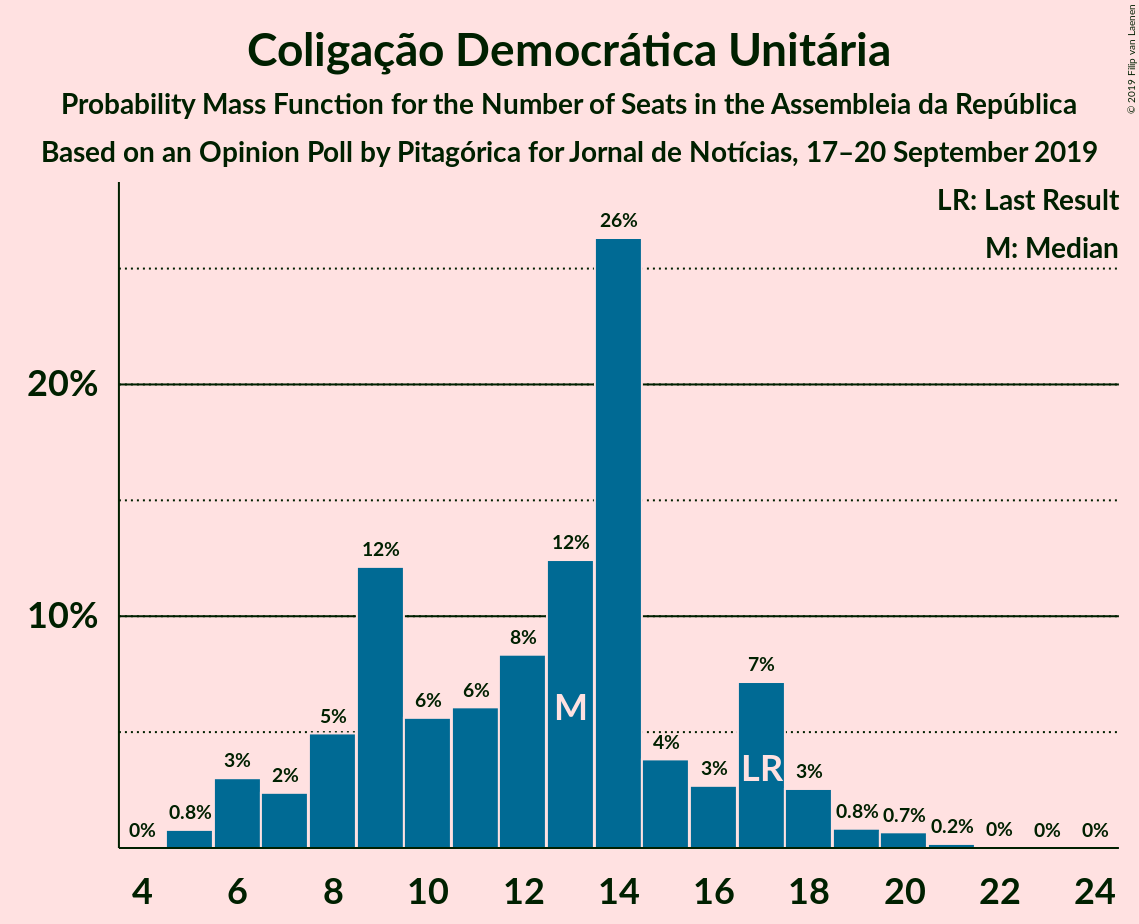 Coligação Democrática Unitária
Probability Mass Function for the Number of Seats in the Assembleia da República
Based on an Opinion Poll by Pitagórica for Jornal de Notícias, 17–20 September 2019
© 2019 Filip van Laenen
LR: Last Result
M: Median
26%
20%
12%
12%
10%
8%
7%
6%
6%
5%
4%
3%
3%
3%
2%
0.8%
0.8%
0.7%
0.2%
0%
0%
0%
0%
M
LR
4 6 8 10 12 14 16 18 20 22 24